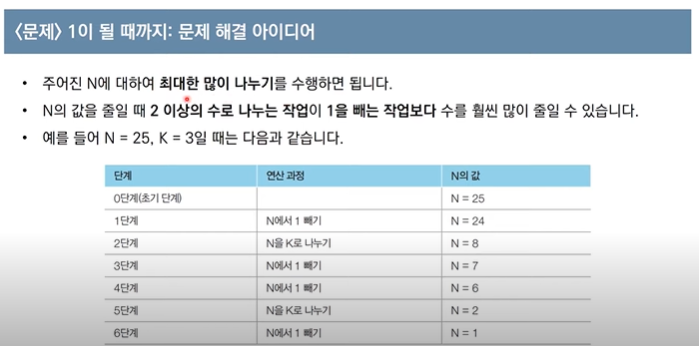 <문제> 1이 될 때까지: 문제 해결 아이디어
• 주어진 N에 대하여 최대한 많이 나누기를 수행하면 됩니다.
• N의 값을 줄일 때 2 이상의 수로 나누는 작업이 1을 빼는 작업보다 수를 훨씬 많이 줄일 수 있습니다.
• 예를 들어 N = 25, K = 3일 때는 다음과 같습니다.
단계 연산 과정 N의 값
0단계(초기 단계) N = 25
1단계 N에서 1 빼기 N = 24
2단계 N을 K로 나누기 N = 8
3단계 N에서 1 빼기 N = 7
4단계 N에서 1 빼기 N = 6
5단계 N을 K로 나누기 N = 2
6단계 N에서 1 빼기 N = 1